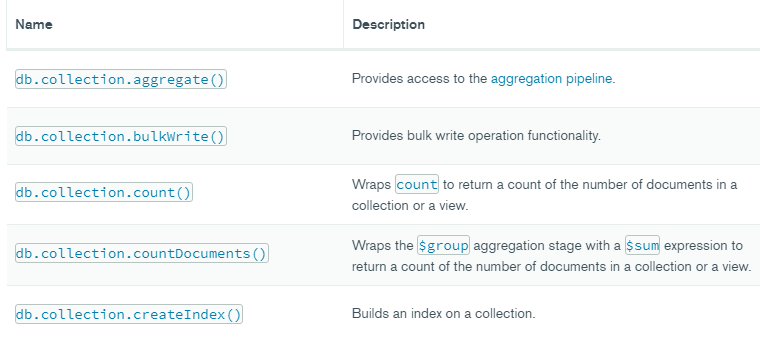 Name Description
db.collection.aggregate() Provides access to the aggregation pipeline.
db.collection.bulkWrite() Provides bulk write operation functionality.
db.collection.count() Wraps count to return a count of the number of documents in a
collection or a view.
db.collection.countDocuments() Wraps the $group aggregation stage with a $sum expression to
return a count of the number of documents in a collection or a view.
db.collection.createIndex() Builds an index on a collection.